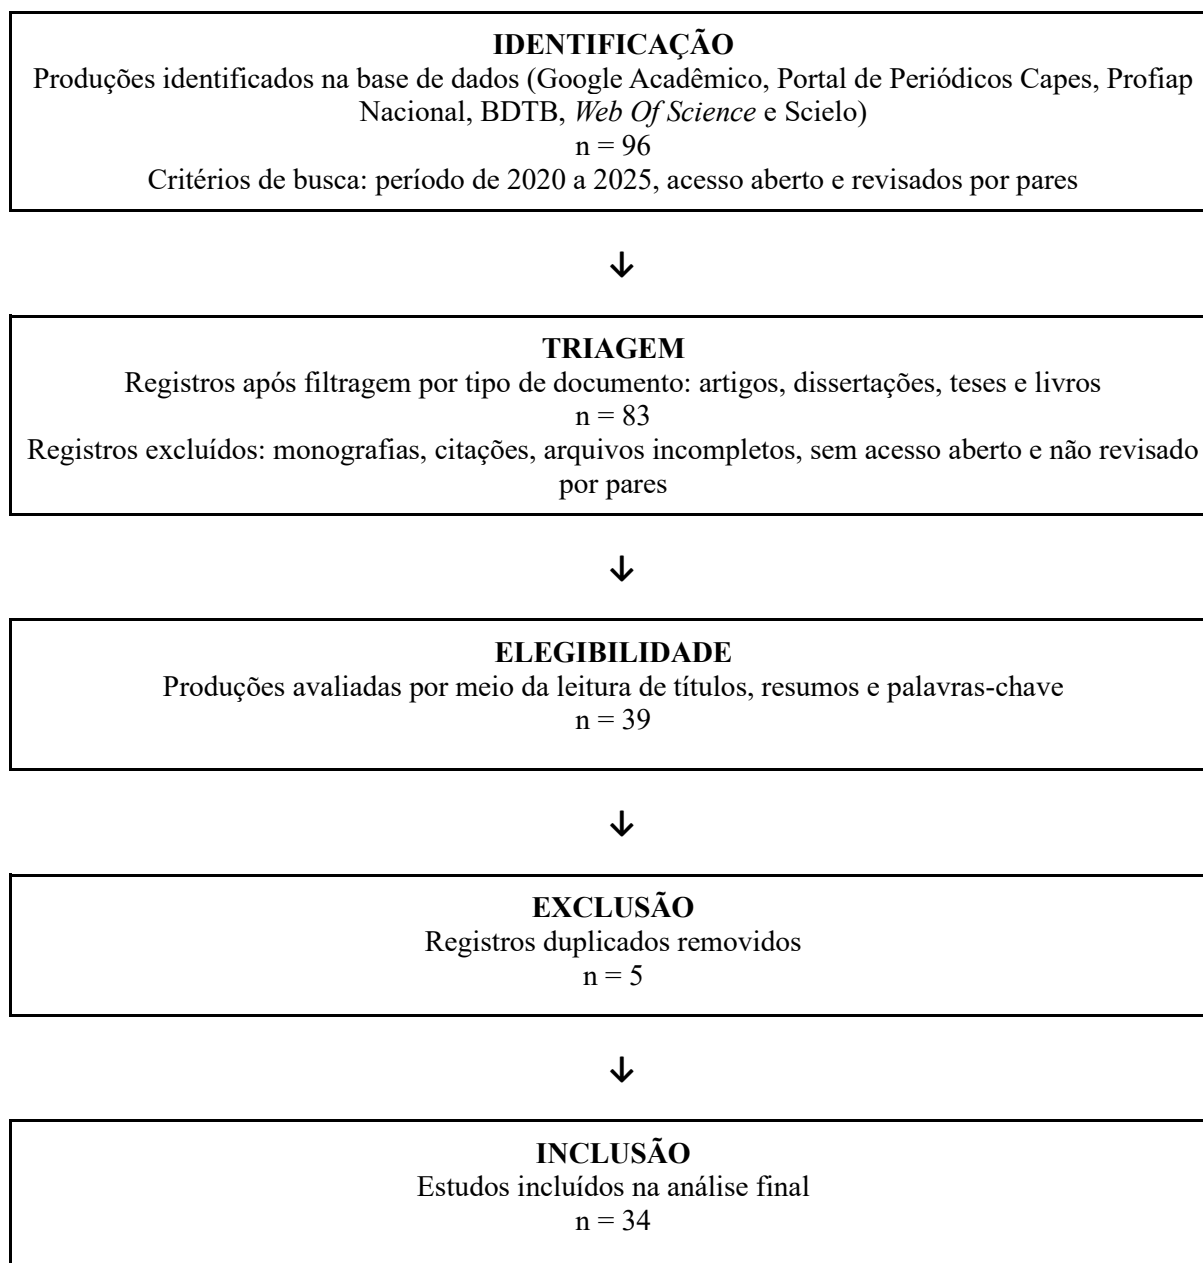 IDENTIFICAÇÃO
Produções identificados na base de dados (Google Acadêmico, Portal de Periódicos Capes, Profiap
Nacional, BDTB, Web Of Science e Scielo)
n = 96
Critérios de busca: período de 2020 a 2025, acesso aberto e revisados por pares
↓
TRIAGEM
Registros após filtragem por tipo de documento: artigos, dissertações, teses e livros
n = 83
Registros excluídos: monografias, citações, arquivos incompletos, sem acesso aberto e não revisado
por pares
↓
ELEGIBILIDADE
Produções avaliadas por meio da leitura de títulos, resumos e palavras-chave
n = 39
↓
EXCLUSÃO
Registros duplicados removidos
n = 5
↓
INCLUSÃO
Estudos incluídos na análise final
n = 34